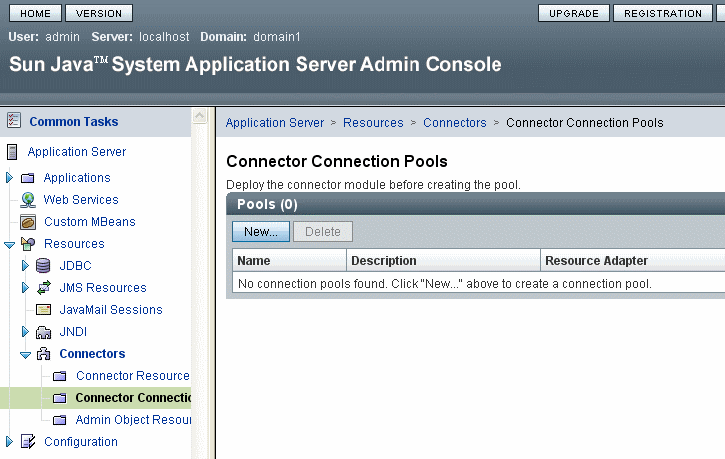 HOME VERSION UPGRADE REGISTRATION
User: admin Server: localhost Domain: domain1
Sun Java™ System Application Server Admin Console
Common Tasks
Application Server
Applications
Web Services
Custom MBeans
Resources
JDBC
JMS Resources
JavaMail Sessions
JNDI
Connectors
Connector Resource
Connector Connectic
Admin Object Resour
Configuration
Application Server > Resources > Connectors > Connector Connection Pools
Connector Connection Pools
Deploy the connector module before creating the pool.
Pools (0)
New... Delete
Name Description Resource Adapter
No connection pools found. Click "New..." above to create a connection pool.